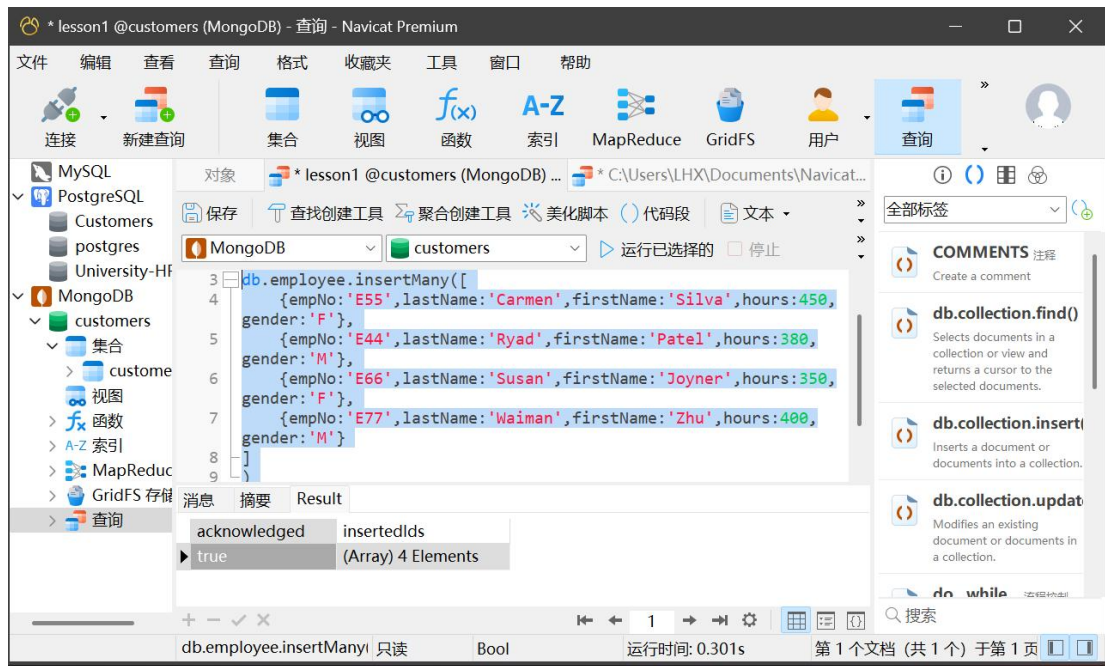 * lesson1 @customers (MongoDB) - 查询 - Navicat Premium
文件 编辑 查看 查询 格式 收藏夹 工具 窗口 帮助
连接 新建查询 集合 视图 函数 索引 MapReduce GridFS 用户 查询
f(x) A-Z
MySQL
PostgreSQL
Customers
postgres
University-HF
MongoDB
customers
集合
custome
视图
函数
A-Z 索引
MapReduc
GridFS 存储
查询
对象 * lesson1 @customers (MongoDB) ... * C:\Users\LHX\Documents\Navicat...
保存 查找创建工具 聚合创建工具 美化脚本 () 代码段 文本
MongoDB customers 运行已选择的 停止
3 db.employee.insertMany([
4 {empNo:'E55',lastName:'Carmen',firstName:'Silva',hours:450,
gender:'F'},
5 {empNo:'E44',lastName:'Ryad',firstName:'Patel',hours:380,
gender:'M'},
6 {empNo:'E66',lastName:'Susan',firstName:'Joyner',hours:350,
gender:'F'},
7 {empNo:'E77',lastName:'Waiman',firstName:'Zhu',hours:400,
gender:'M'}
8 ]
9 )
消息 摘要 Result
acknowledged insertedIds
true (Array) 4 Elements
1
db.employee.insertMany( 只读 Bool 运行时间: 0.301s 第 1 个文档 (共 1 个) 于第 1 页
全部标签
COMMENTS 注释
Create a comment
db.collection.find()
Selects documents in a
collection or view and
returns a cursor to the
selected documents.
db.collection.insert(
Inserts a document or
documents into a collection.
db.collection.updat
Modifies an existing
document or documents in
a collection.
do...while 流程控制
搜索